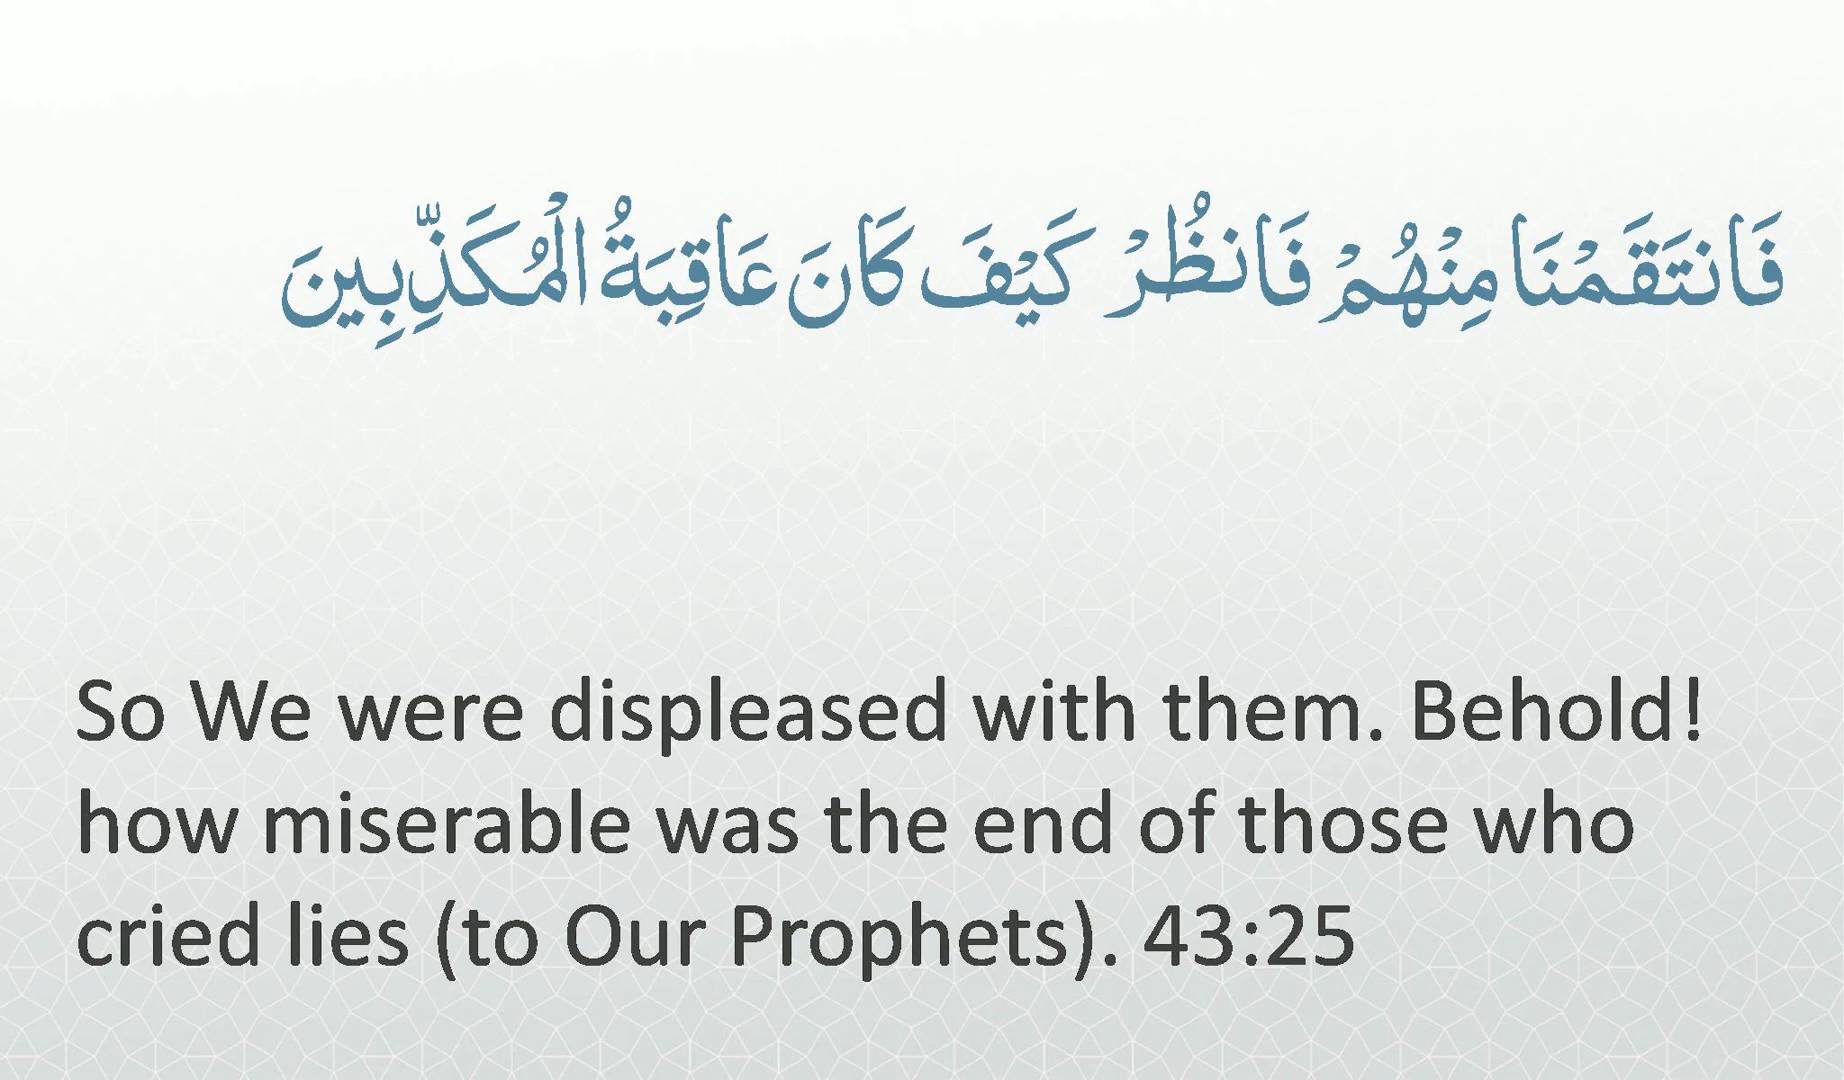 فَانتَقَمْنَا مِنْهُمْ فَانظُرْ كَيْفَ كَانَ عَاقِبَةُ الْمُكَذِّبِينَ
So We were displeased with them. Behold!
how miserable was the end of those who
cried lies (to Our Prophets). 43:25